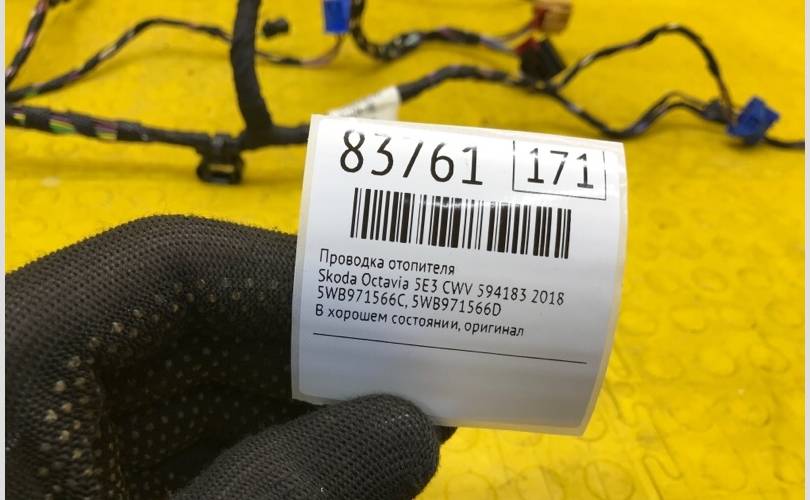 83761 171
Проводка отопителя
Skoda Octavia 5E3 CWV 594183 2018
5WB971566C, 5WB971566D
В хорошем состоянии, оригинал